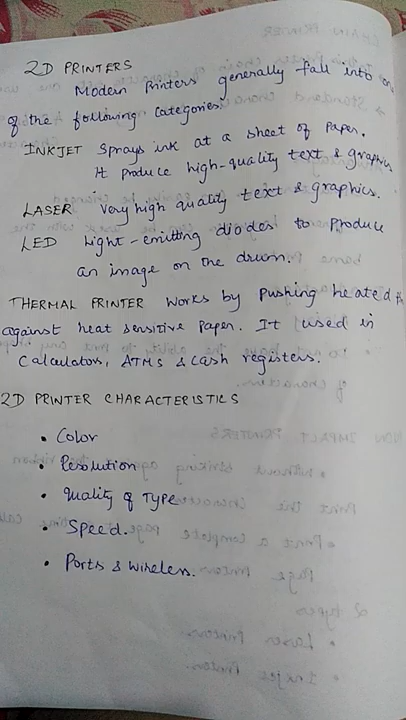 2D PRINTERS
Modern Printers generally fall into
of the following categories.
INKJET Sprays ink at a sheet of Paper.
It produce high-quality text & graphics
LASER Very high quality text & graphics.
LED Light-emitting diodes to Produce
an image on the drum.
THERMAL PRINTER Works by Pushing heated
against heat sensitive Paper. It used in
Calculators, ATMs & Cash registers.
2D PRINTER CHARACTERISTICS
• Color
• Resolution
• Quality of Type
• Speed.
• Ports & Wireless.